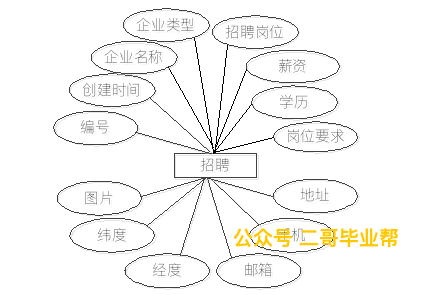 企业类型
招聘岗位
企业名称
薪资
创建时间
学历
编号
岗位要求
招聘
图片
地址
纬度
公众号·二哥毕业帮
经度
邮箱